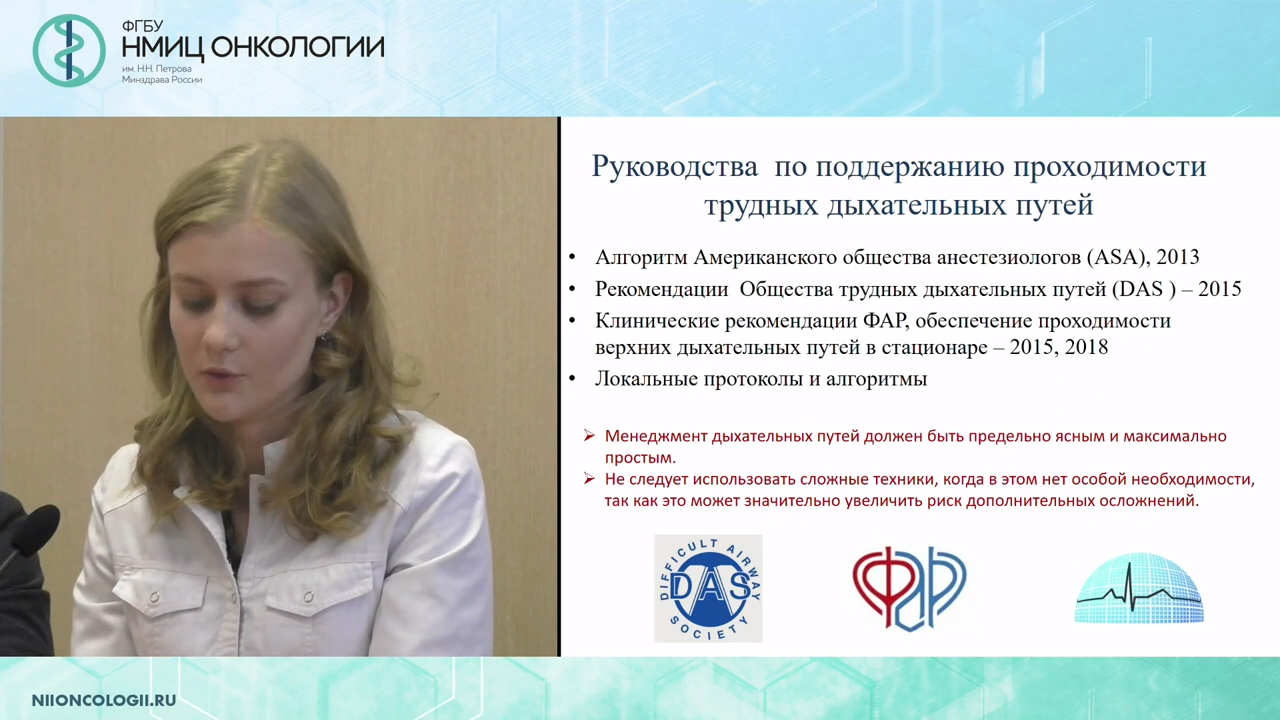 ФГБУ
НМИЦ ОНКОЛОГИИ
им. Н.Н. Петрова
Минздрава России
Руководства по поддержанию проходимости
трудных дыхательных путей
• Алгоритм Американского общества анестезиологов (ASA), 2013
• Рекомендации Общества трудных дыхательных путей (DAS ) – 2015
• Клинические рекомендации ФАР, обеспечение проходимости
верхних дыхательных путей в стационаре – 2015, 2018
• Локальные протоколы и алгоритмы
➢ Менеджмент дыхательных путей должен быть предельно ясным и максимально
простым.
➢ Не следует использовать сложные техники, когда в этом нет особой необходимости,
так как это может значительно увеличить риск дополнительных осложнений.
DIFFICULT AIRWAY
DAS
SOCIETY
ФАР
NIIONCOLOGII.RU